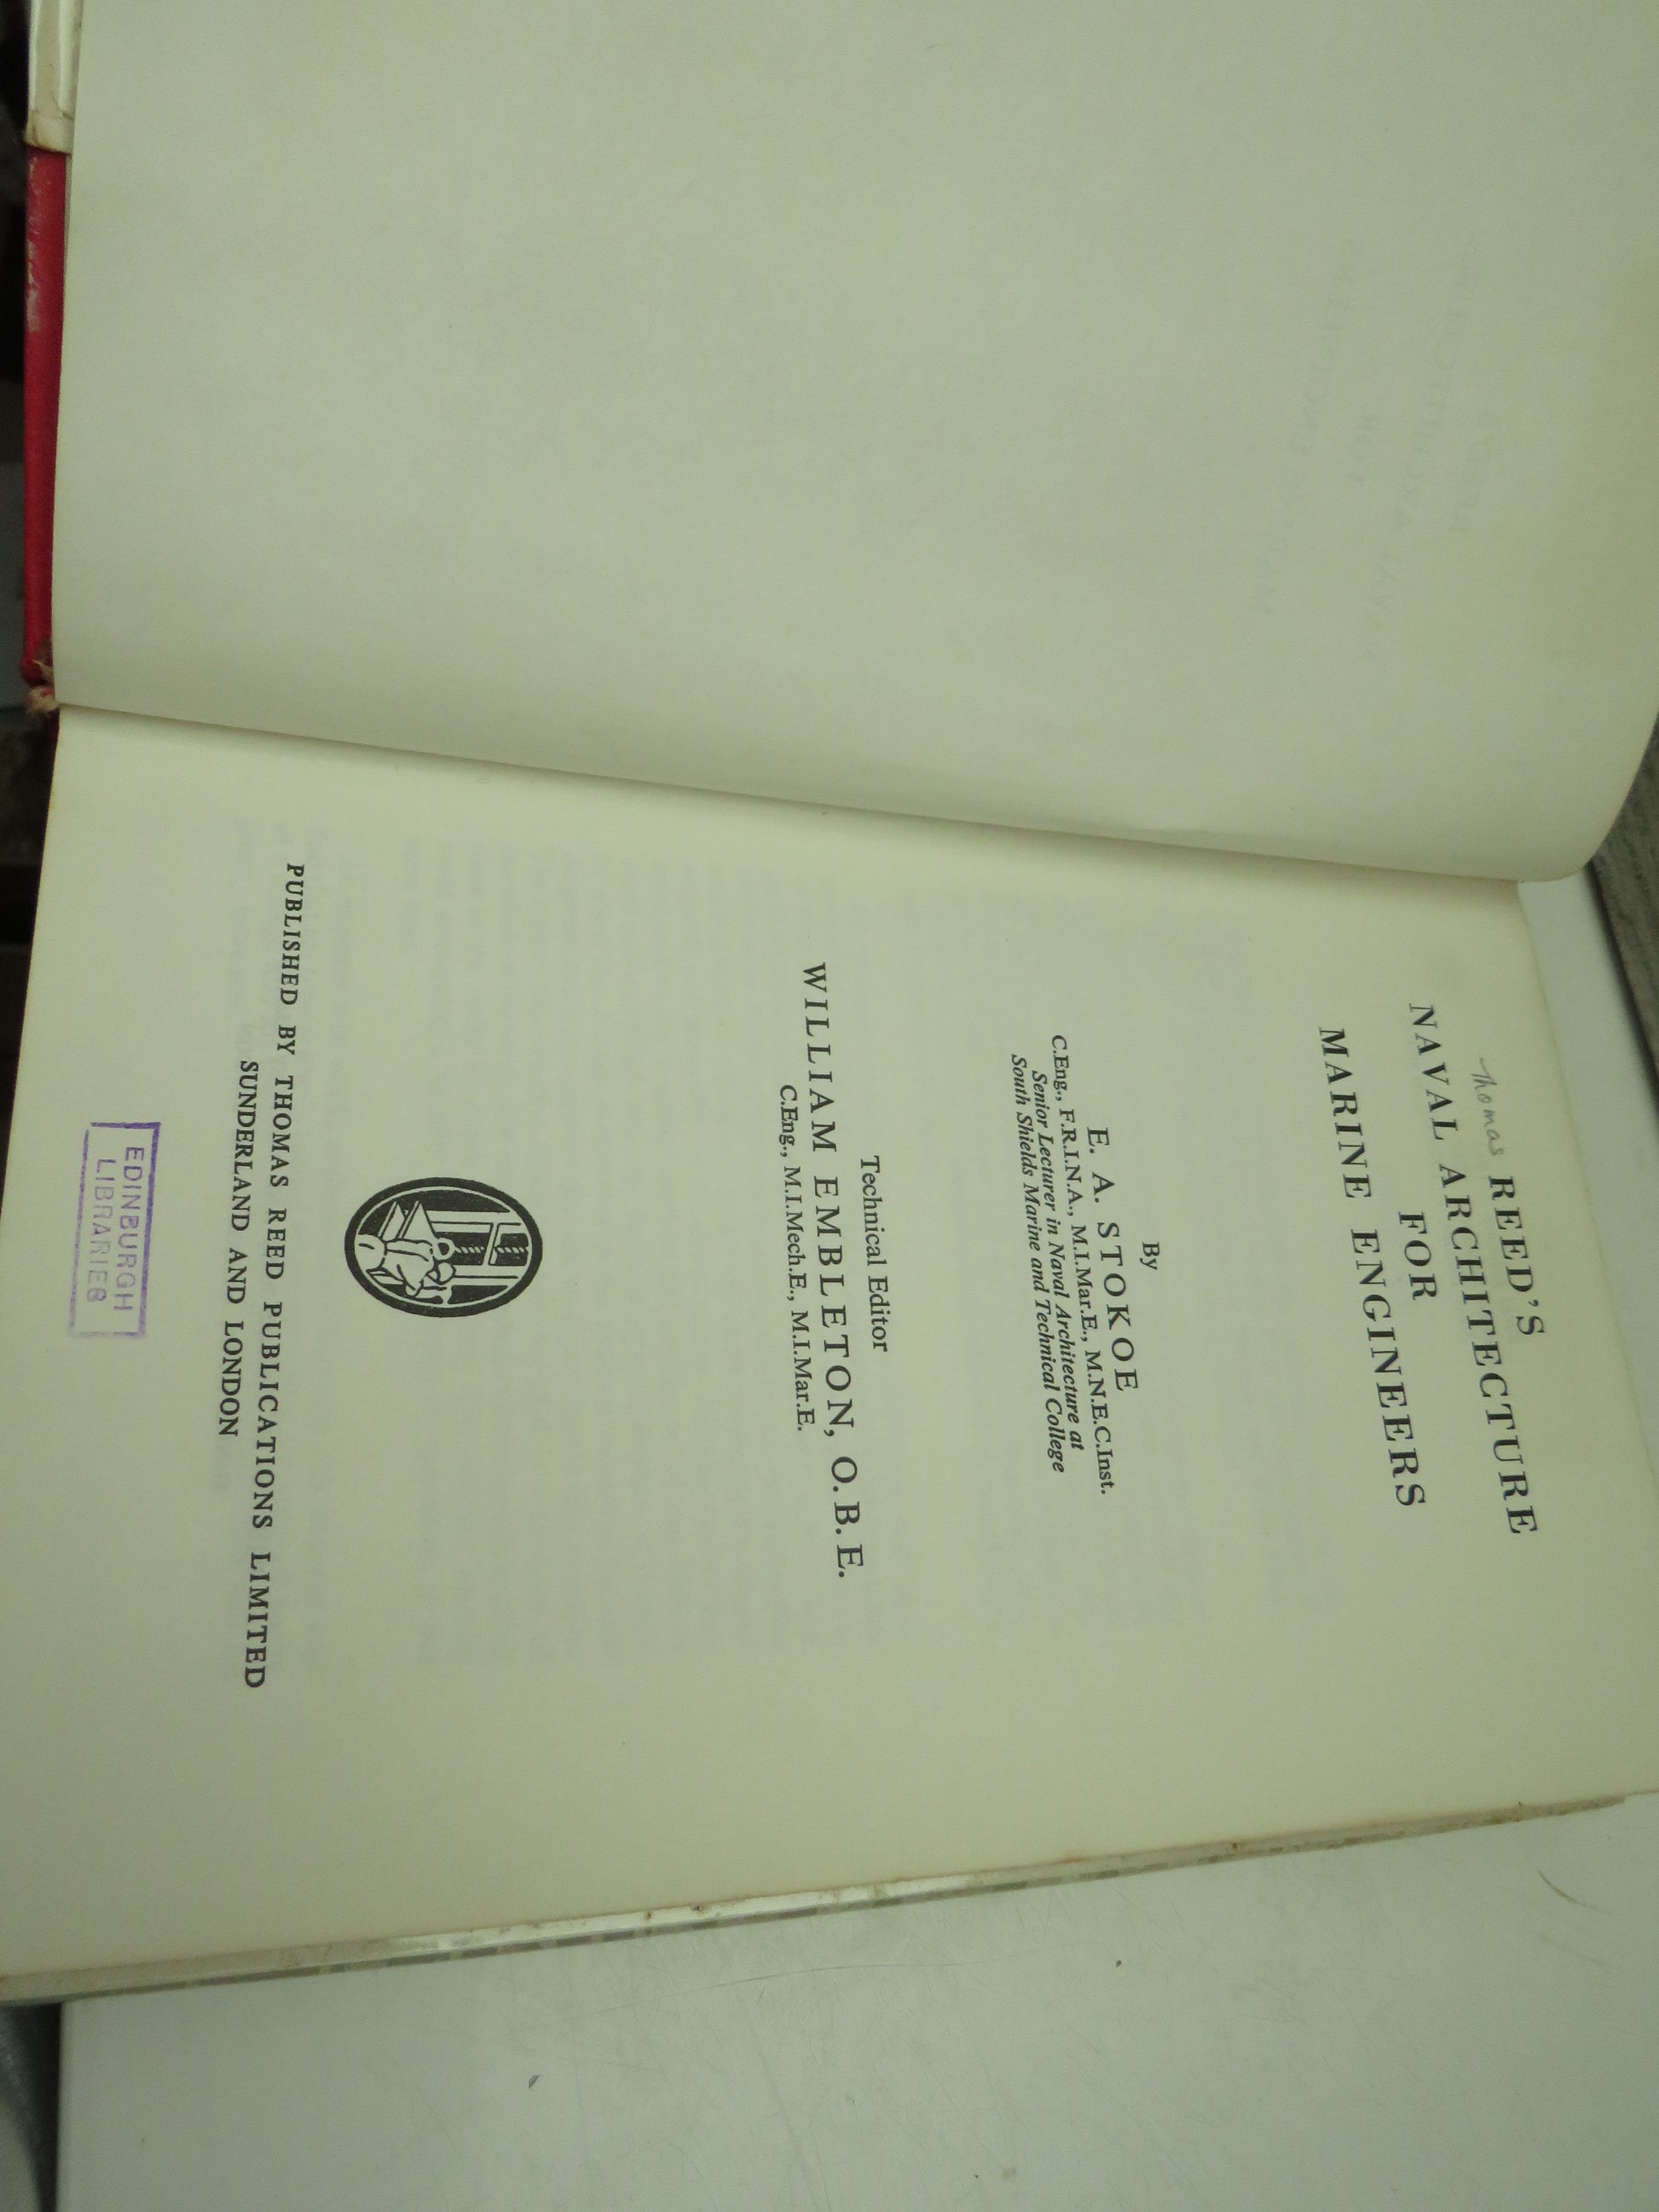 Thomas REED'S
NAVAL ARCHITECTURE
FOR
MARINE ENGINEERS
By
E. A. STOKOE
C.Eng., F.R.I.N.A., M.I.Mar.E., M.N.E.C.Inst.
Senior Lecturer in Naval Architecture at
South Shields Marine and Technical College
Technical Editor
WILLIAM EMBLETON, O.B.E.
C.Eng., M.I.Mech.E., M.I.Mar.E.
PUBLISHED BY THOMAS REED PUBLICATIONS LIMITED
SUNDERLAND AND LONDON
EDINBURGH
LIBRARIES